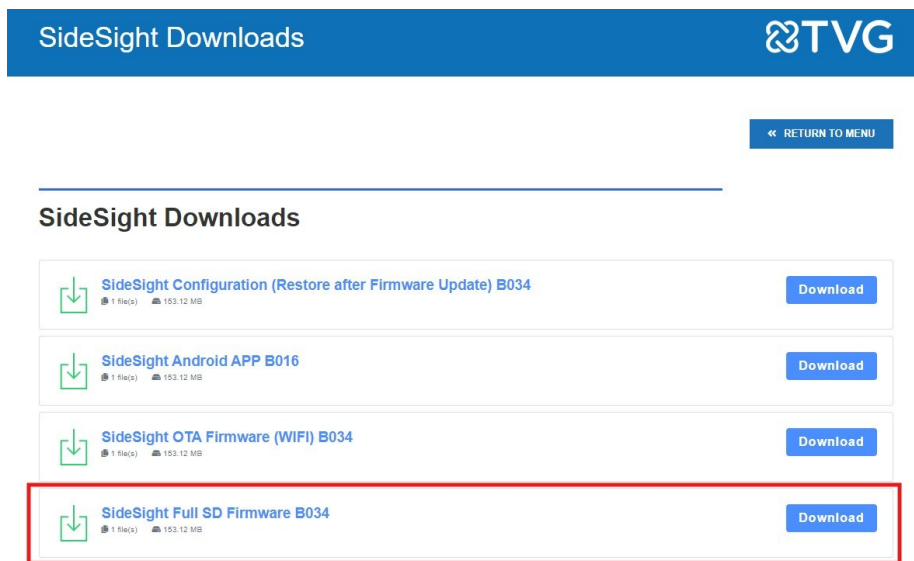 SideSight Downloads
TVG
« RETURN TO MENU
SideSight Downloads
SideSight Configuration (Restore after Firmware Update) B034
1 file(s) 153.12 MB
Download
SideSight Android APP B016
1 file(s) 153.12 MB
Download
SideSight OTA Firmware (WIFI) B034
1 file(s) 153.12 MB
Download
SideSight Full SD Firmware B034
1 file(s) 153.12 MB
Download